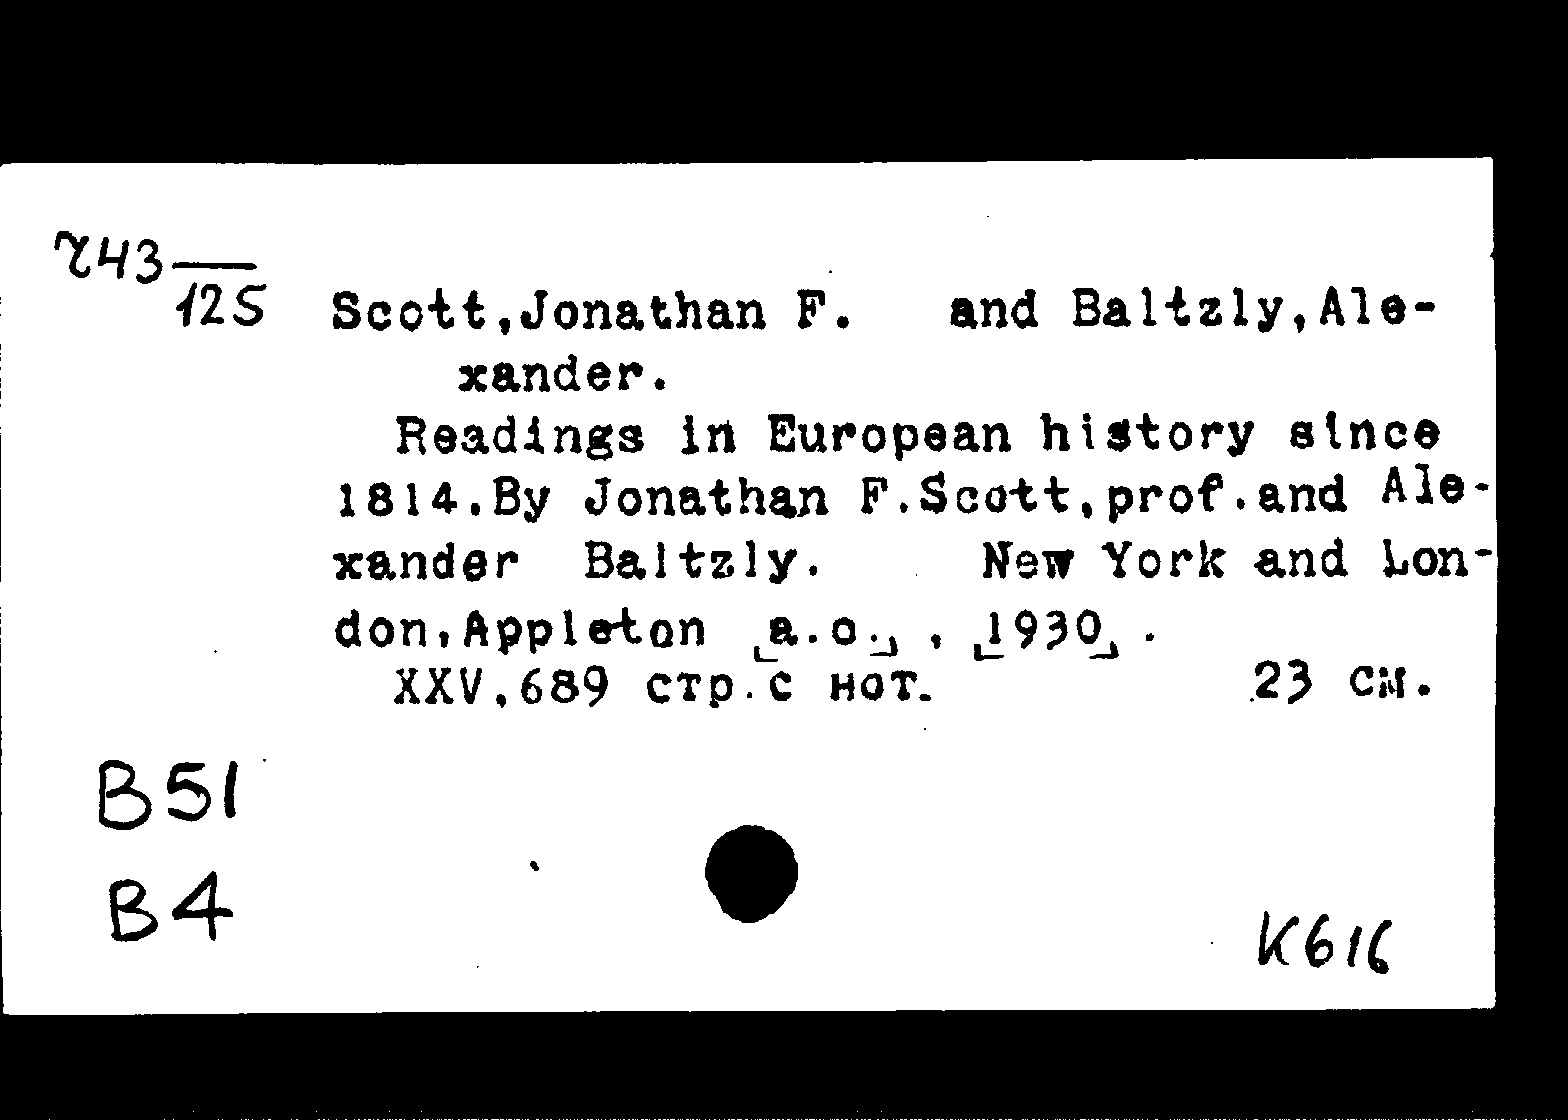 г43
125
Scott,Jonathan F. and Baltzly,Ale-
xander.
Readings in European history since
1814.By Jonathan F.Scott,prof.and Ale-
xander Baltzly. New York and Lon-
don,Appleton [a.o.], [1930].
XXV,689 стр.с нот. 23 см.
B51
B4
K616